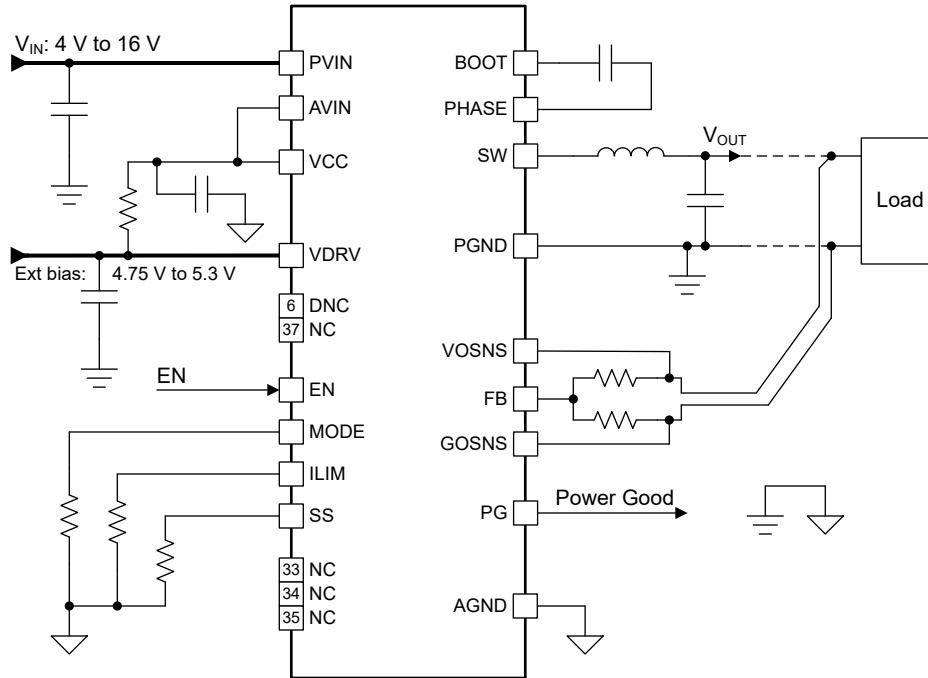 V_IN: 4 V to 16 V
PVIN
AVIN
VCC
VDRV
Ext bias: 4.75 V to 5.3 V
6 DNC
37 NC
EN
EN
MODE
ILIM
SS
33 NC
34 NC
35 NC
BOOT
PHASE
SW
V_OUT
Load
PGND
VOSNS
FB
GOSNS
PG
Power Good
AGND